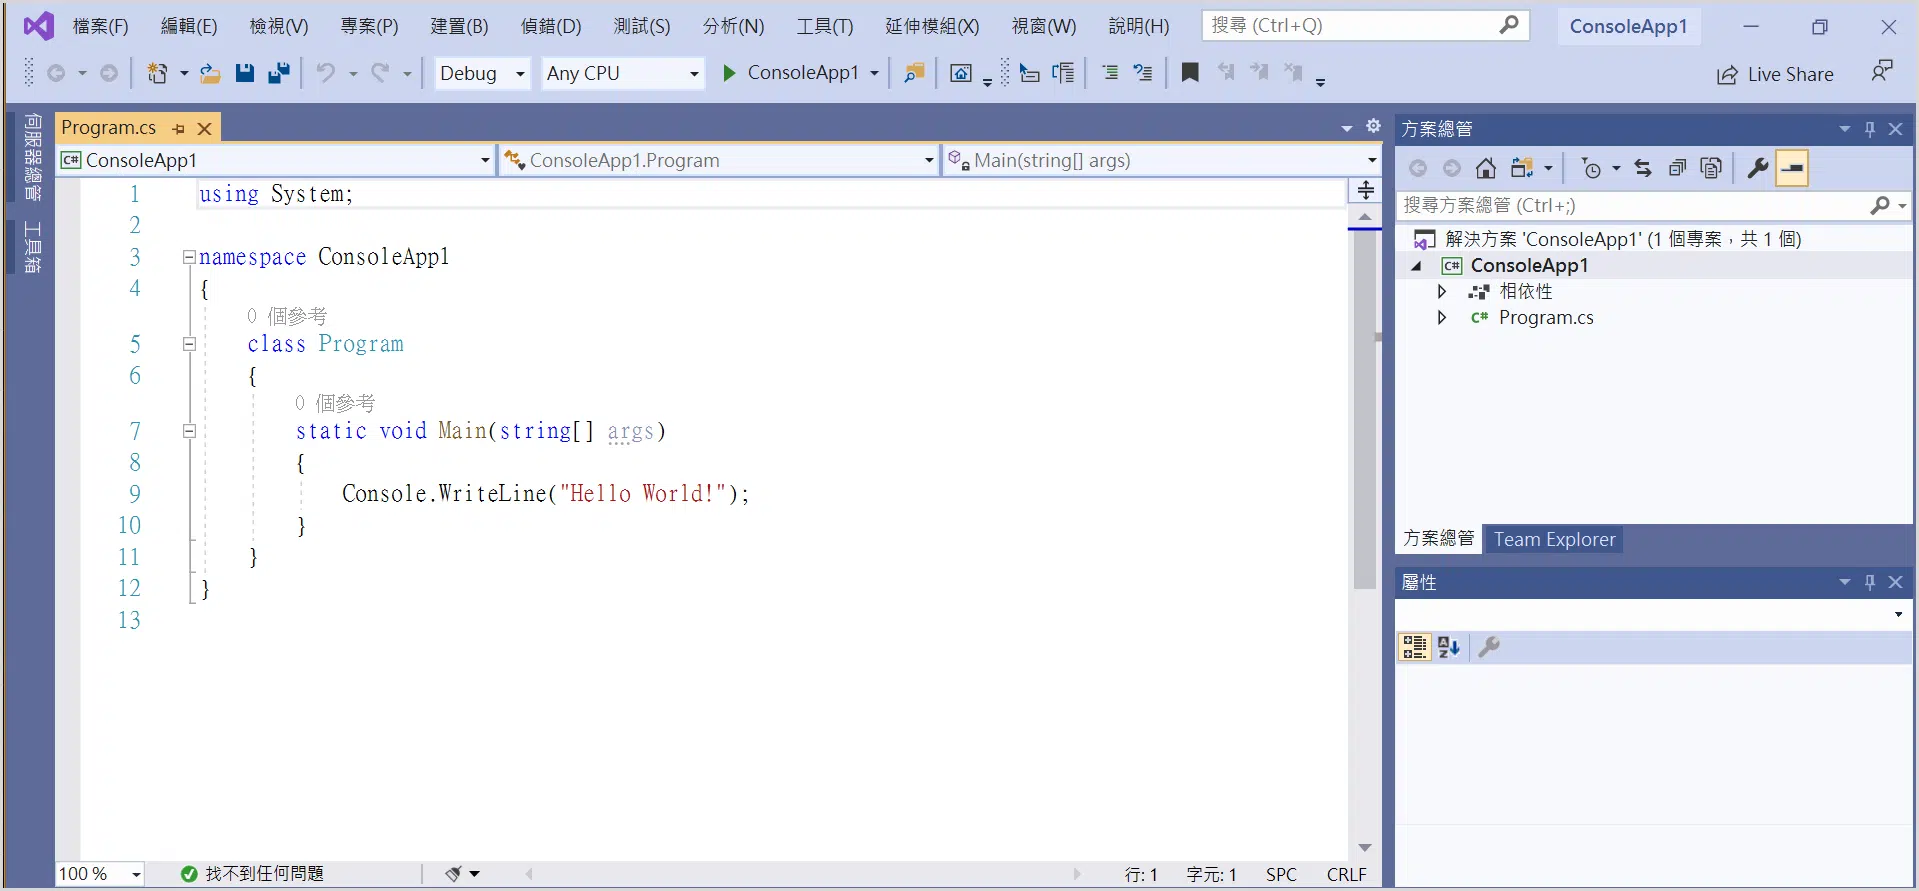 檔案(F) 編輯(E) 檢視(V) 專案(P) 建置(B) 偵錯(D) 測試(S) 分析(N) 工具(T) 延伸模組(X) 視窗(W) 說明(H) 搜尋 (Ctrl+Q) ConsoleApp1
Debug Any CPU ConsoleApp1 Live Share
伺服器總管
工具箱
Program.cs
ConsoleApp1 ConsoleApp1.Program Main(string[] args)
1 using System;
2
3 namespace ConsoleApp1
4 {
0 個參考
5 class Program
6 {
0 個參考
7 static void Main(string[] args)
8 {
9 Console.WriteLine("Hello World!");
10 }
11 }
12 }
13
100 % 找不到任何問題 行: 1 字元: 1 SPC CRLF
方案總管
搜尋方案總管 (Ctrl+;)
解決方案 'ConsoleApp1' (1 個專案，共 1 個)
C# ConsoleApp1
相依性
C# Program.cs
方案總管 Team Explorer
屬性